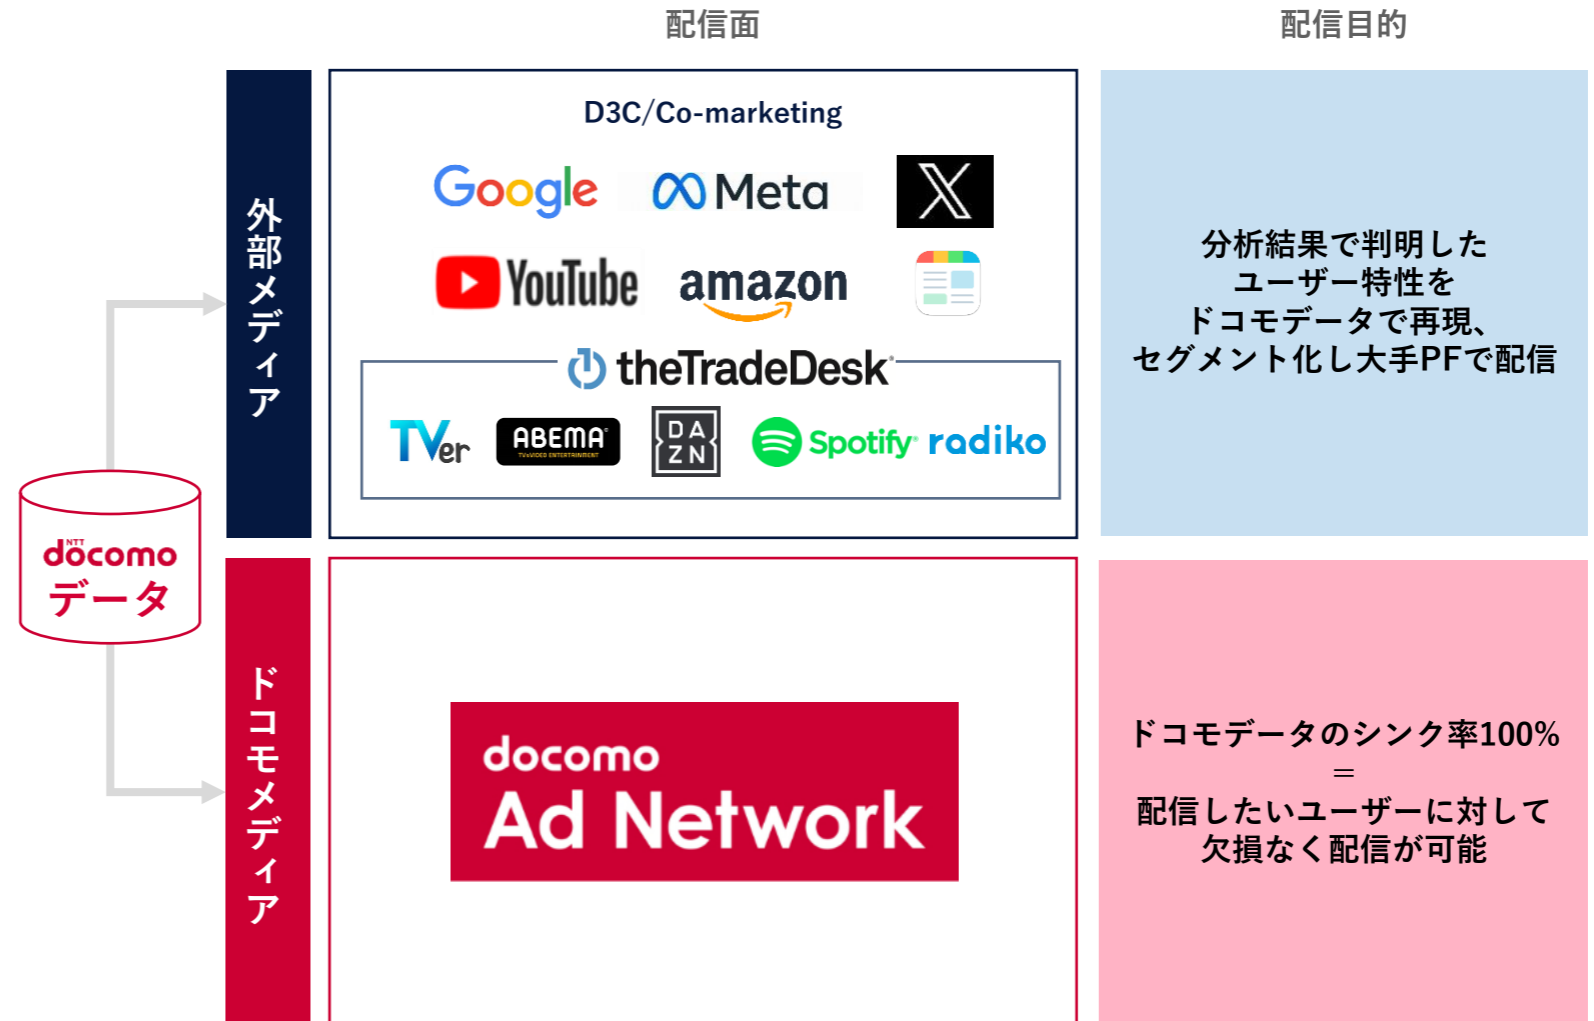 配信面
配信目的
外部メディア
D3C/Co-marketing
Google
Meta
X
YouTube
amazon
theTradeDesk
TVer
ABEMA
TV&VIDEO ENTERTAINMENT
DAZN
Spotify
radiko
分析結果で判明した
ユーザー特性を
ドコモデータで再現、
セグメント化し大手PFで配信
NTT
docomo
データ
ドコモメディア
docomo
Ad Network
ドコモデータのシンク率100%
=
配信したいユーザーに対して
欠損なく配信が可能